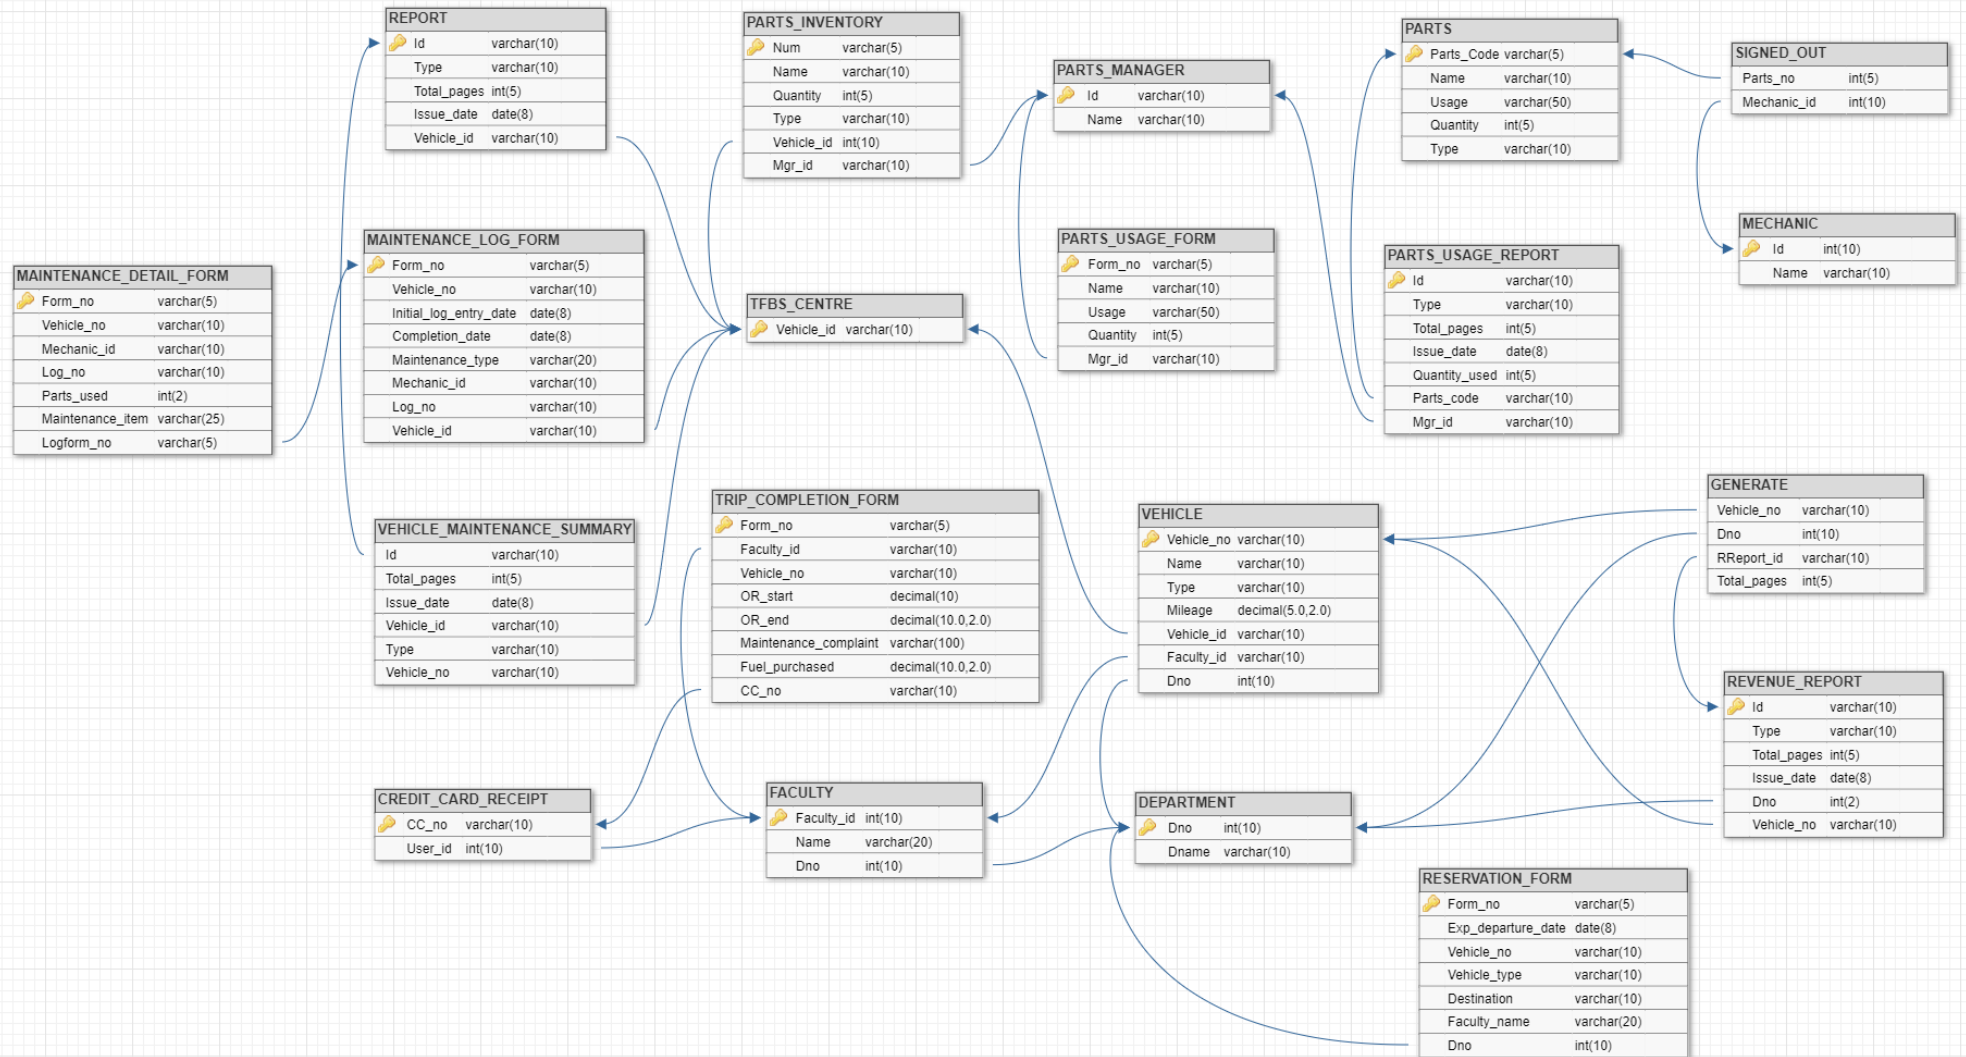 REPORT
Id varchar(10)
Type varchar(10)
Total_pages int(5)
Issue_date date(8)
Vehicle_id varchar(10)
PARTS_INVENTORY
Num varchar(5)
Name varchar(10)
Quantity int(5)
Type varchar(10)
Vehicle_id int(10)
Mgr_id varchar(10)
PARTS_MANAGER
Id varchar(10)
Name varchar(10)
PARTS
Parts_Code varchar(5)
Name varchar(10)
Usage varchar(50)
Quantity int(5)
Type varchar(10)
SIGNED_OUT
Parts_no int(5)
Mechanic_id int(10)
MAINTENANCE_DETAIL_FORM
Form_no varchar(5)
Vehicle_no varchar(10)
Mechanic_id varchar(10)
Log_no varchar(10)
Parts_used int(2)
Maintenance_item varchar(25)
Logform_no varchar(5)
MAINTENANCE_LOG_FORM
Form_no varchar(5)
Vehicle_no varchar(10)
Initial_log_entry_date date(8)
Completion_date date(8)
Maintenance_type varchar(20)
Mechanic_id varchar(10)
Log_no varchar(10)
Vehicle_id varchar(10)
TFBS_CENTRE
Vehicle_id varchar(10)
PARTS_USAGE_FORM
Form_no varchar(5)
Name varchar(10)
Usage varchar(50)
Quantity int(5)
Mgr_id varchar(10)
PARTS_USAGE_REPORT
Id varchar(10)
Type varchar(10)
Total_pages int(5)
Issue_date date(8)
Quantity_used int(5)
Parts_code varchar(10)
Mgr_id varchar(10)
MECHANIC
Id int(10)
Name varchar(10)
VEHICLE_MAINTENANCE_SUMMARY
Id varchar(10)
Total_pages int(5)
Issue_date date(8)
Vehicle_id varchar(10)
Type varchar(10)
Vehicle_no varchar(10)
TRIP_COMPLETION_FORM
Form_no varchar(5)
Faculty_id varchar(10)
Vehicle_no varchar(10)
OR_start decimal(10)
OR_end decimal(10.0,2.0)
Maintenance_complaint varchar(100)
Fuel_purchased decimal(10.0,2.0)
CC_no varchar(10)
VEHICLE
Vehicle_no varchar(10)
Name varchar(10)
Type varchar(10)
Mileage decimal(5.0,2.0)
Vehicle_id varchar(10)
Faculty_id varchar(10)
Dno int(10)
GENERATE
Vehicle_no varchar(10)
Dno int(10)
RReport_id varchar(10)
Total_pages int(5)
REVENUE_REPORT
Id varchar(10)
Type varchar(10)
Total_pages int(5)
Issue_date date(8)
Dno int(2)
Vehicle_no varchar(10)
CREDIT_CARD_RECEIPT
CC_no varchar(10)
User_id int(10)
FACULTY
Faculty_id int(10)
Name varchar(20)
Dno int(10)
DEPARTMENT
Dno int(10)
Dname varchar(10)
RESERVATION_FORM
Form_no varchar(5)
Exp_departure_date date(8)
Vehicle_no varchar(10)
Vehicle_type varchar(10)
Destination varchar(10)
Faculty_name varchar(20)
Dno int(10)